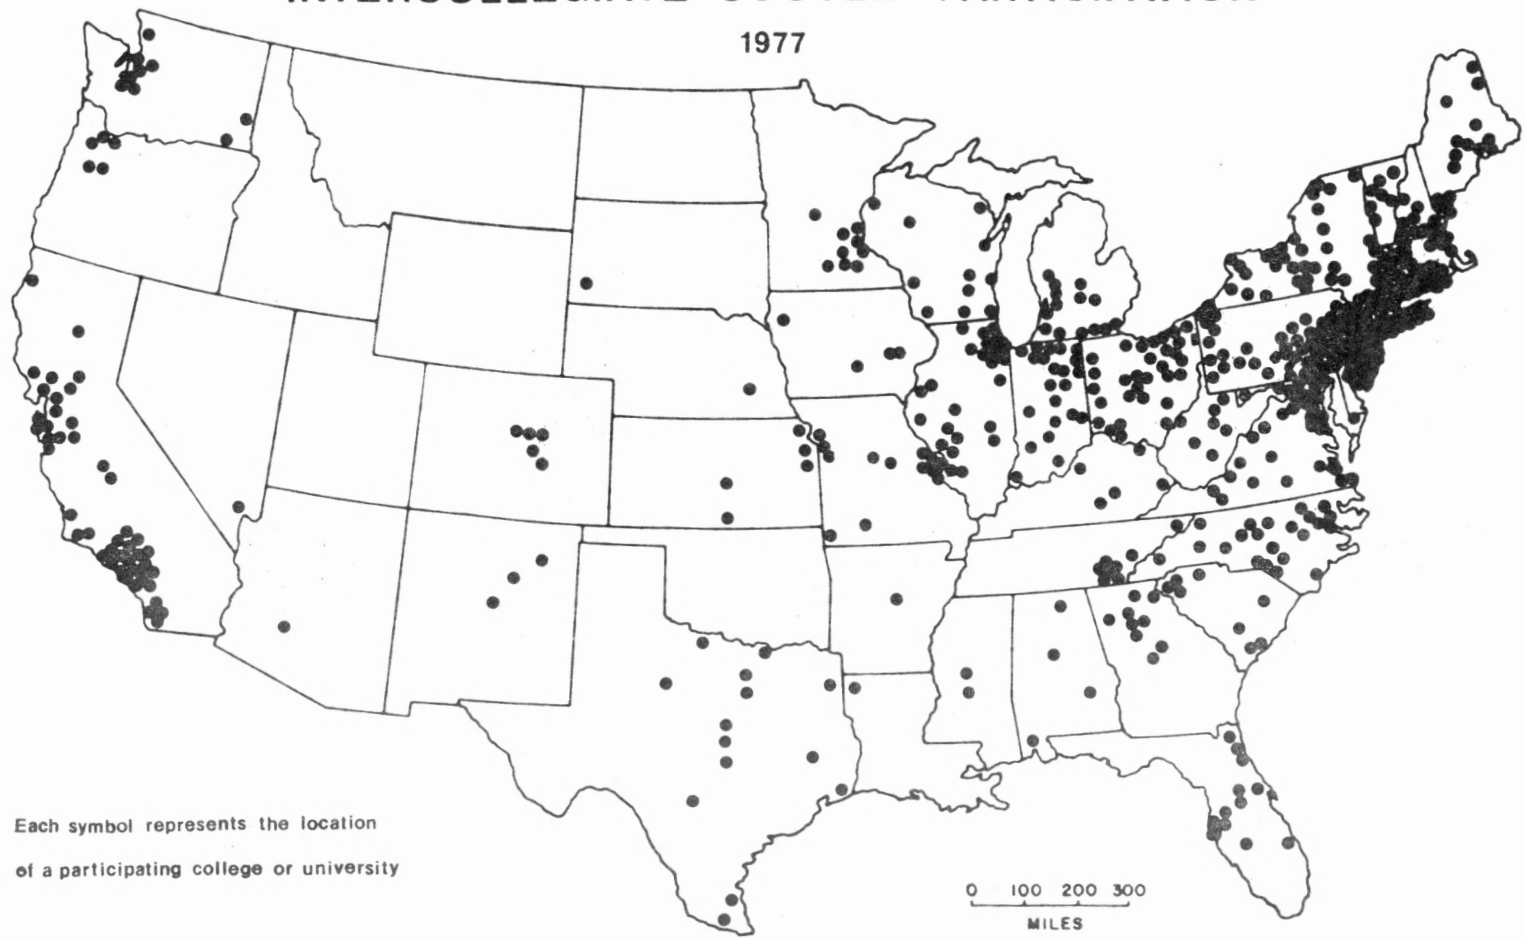 1977
Each symbol represents the location
of a participating college or university
0 100 200 300
MILES